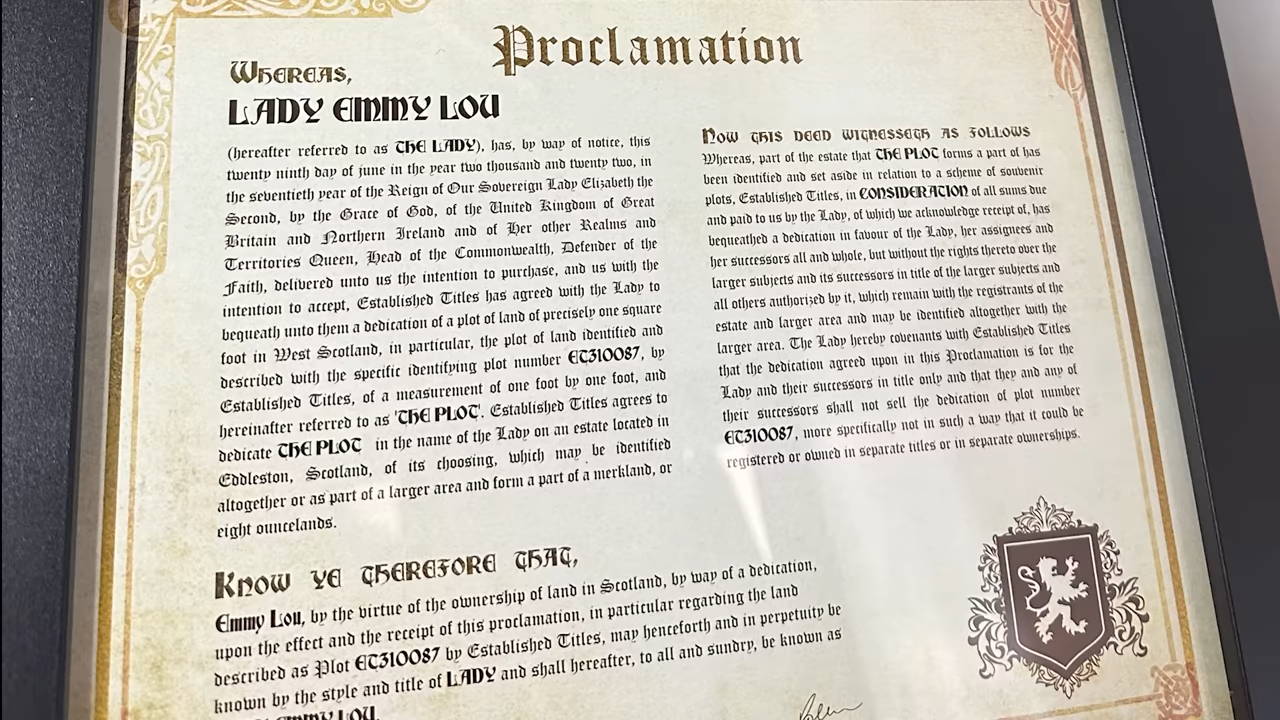 Proclamation
Whereas,
LADY EMMY LOU
(hereafter referred to as THE LADY), has, by way of notice, this
twenty ninth day of june in the year two thousand and twenty two, in
the seventieth year of the Reign of Our Sovereign Lady Elizabeth the
Second, by the Grace of God, of the United Kingdom of Great
Britain and Northern Ireland and of Her other Realms and
Territories Queen, Head of the Commonwealth, Defender of the
Faith, delivered unto us the intention to purchase, and us with the
intention to accept, Established Titles has agreed with the Lady to
bequeath unto them a dedication of a plot of land of precisely one square
foot in West Scotland, in particular, the plot of land identified and
described with the specific identifying plot number ET310087, by
Established Titles, of a measurement of one foot by one foot, and
hereinafter referred to as 'THE PLOT'. Established Titles agrees to
dedicate THE PLOT in the name of the Lady on an estate located in
Eddleston, Scotland, of its choosing, which may be identified
altogether or as part of a larger area and form a part of a merkland, or
eight ouncelands.
Now this deed witnesseth as follows
Whereas, part of the estate that THE PLOT forms a part of has
been identified and set aside in relation to a scheme of souvenir
plots, Established Titles, in CONSIDERATION of all sums due
and paid to us by the Lady, of which we acknowledge receipt of, has
bequeathed a dedication in favour of the Lady, her assignees and
her successors all and whole, but without the rights thereto over the
larger subjects and its successors in title of the larger subjects and
all others authorized by it, which remain with the registrants of the
estate and larger area and may be identified altogether with the
larger area. The Lady hereby covenants with Established Titles
that the dedication agreed upon in this Proclamation is for the
Lady and their successors in title only and that they and any of
their successors shall not sell the dedication of plot number
ET310087, more specifically not in such a way that it could be
registered or owned in separate titles or in separate ownerships.
Know ye therefore that,
Emmy Lou, by the virtue of the ownership of land in Scotland, by way of a dedication,
upon the effect and the receipt of this proclamation, in particular regarding the land
described as Plot ET310087 by Established Titles, may henceforth and in perpetuity be
known by the style and title of LADY and shall hereafter, to all and sundry, be known as
EMMY LOU.